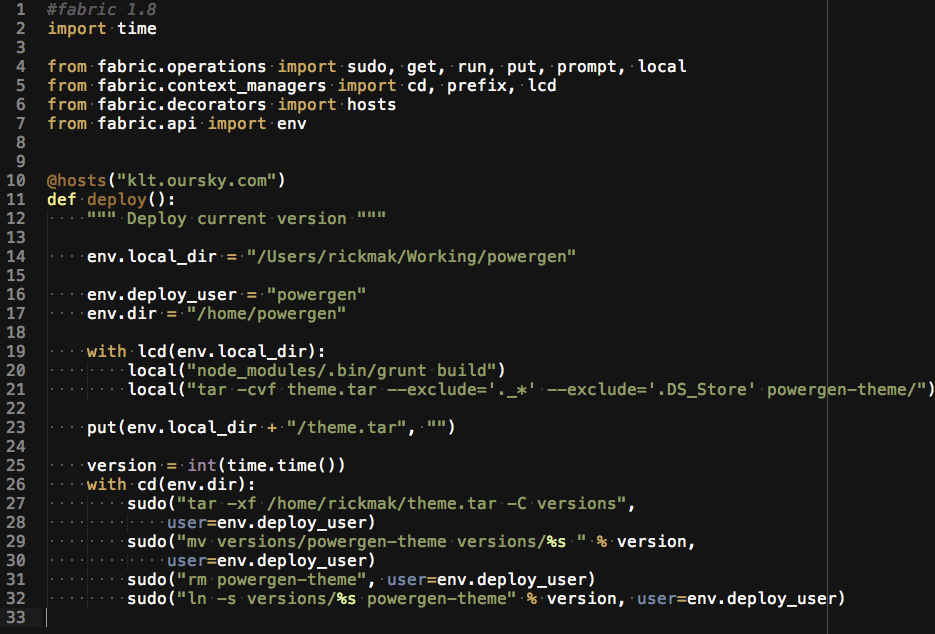 1 #fabric 1.8
2 import time
3
4 from fabric.operations import sudo, get, run, put, prompt, local
5 from fabric.context_managers import cd, prefix, lcd
6 from fabric.decorators import hosts
7 from fabric.api import env
8
9
10 @hosts("klt.oursky.com")
11 def deploy():
12     """ Deploy current version """
13
14     env.local_dir = "/Users/rickmak/Working/powergen"
15
16     env.deploy_user = "powergen"
17     env.dir = "/home/powergen"
18
19     with lcd(env.local_dir):
20         local("node_modules/.bin/grunt build")
21         local("tar -cvf theme.tar --exclude='._*' --exclude='.DS_Store' powergen-theme/")
22
23     put(env.local_dir + "/theme.tar", "")
24
25     version = int(time.time())
26     with cd(env.dir):
27         sudo("tar -xf /home/rickmak/theme.tar -C versions",
28             user=env.deploy_user)
29         sudo("mv versions/powergen-theme versions/%s " % version,
30             user=env.deploy_user)
31         sudo("rm powergen-theme", user=env.deploy_user)
32         sudo("ln -s versions/%s powergen-theme" % version, user=env.deploy_user)
33